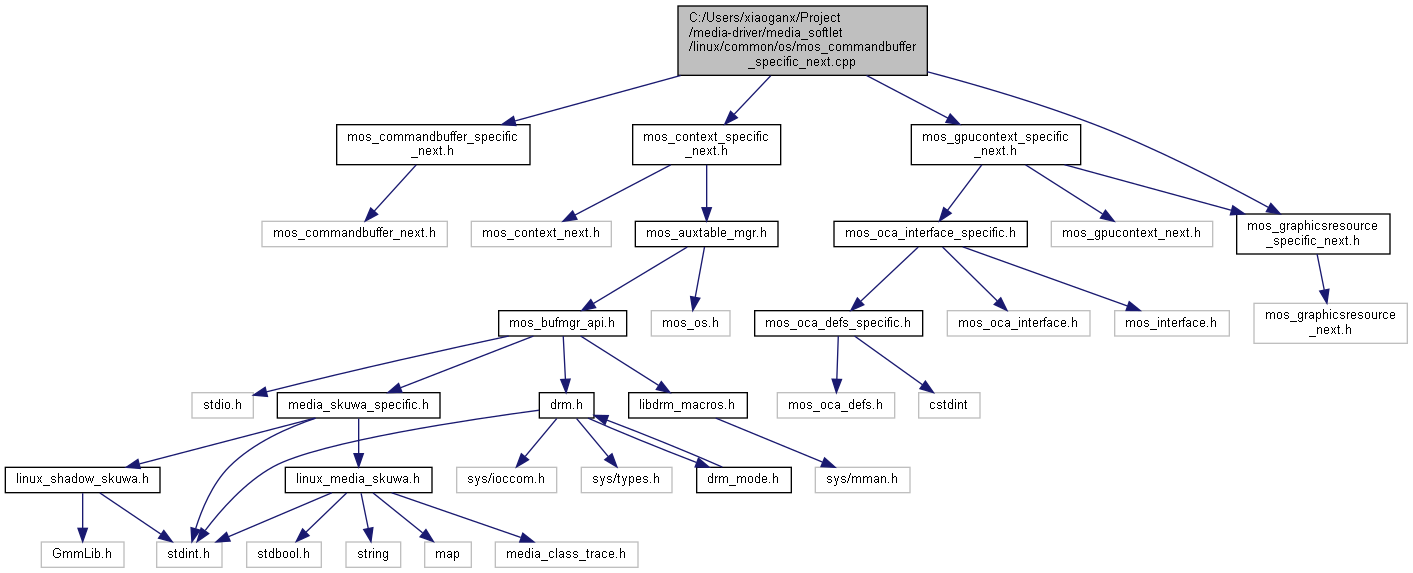 C:/Users/xiaoganx/Project
/media-driver/media_softlet
/linux/common/os/mos_commandbuffer
_specific_next.cpp
mos_commandbuffer_specific
_next.h
mos_context_specific
_next.h
mos_gpucontext_specific
_next.h
mos_commandbuffer_next.h
mos_context_next.h
mos_auxtable_mgr.h
mos_oca_interface_specific.h
mos_gpucontext_next.h
mos_graphicsresource
_specific_next.h
mos_bufmgr_api.h
mos_os.h
mos_oca_defs_specific.h
mos_oca_interface.h
mos_interface.h
mos_graphicsresource
_next.h
stdio.h
media_skuwa_specific.h
drm.h
libdrm_macros.h
mos_oca_defs.h
cstdint
linux_shadow_skuwa.h
linux_media_skuwa.h
sys/ioccom.h
sys/types.h
drm_mode.h
sys/mman.h
GmmLib.h
stdint.h
stdbool.h
string
map
media_class_trace.h